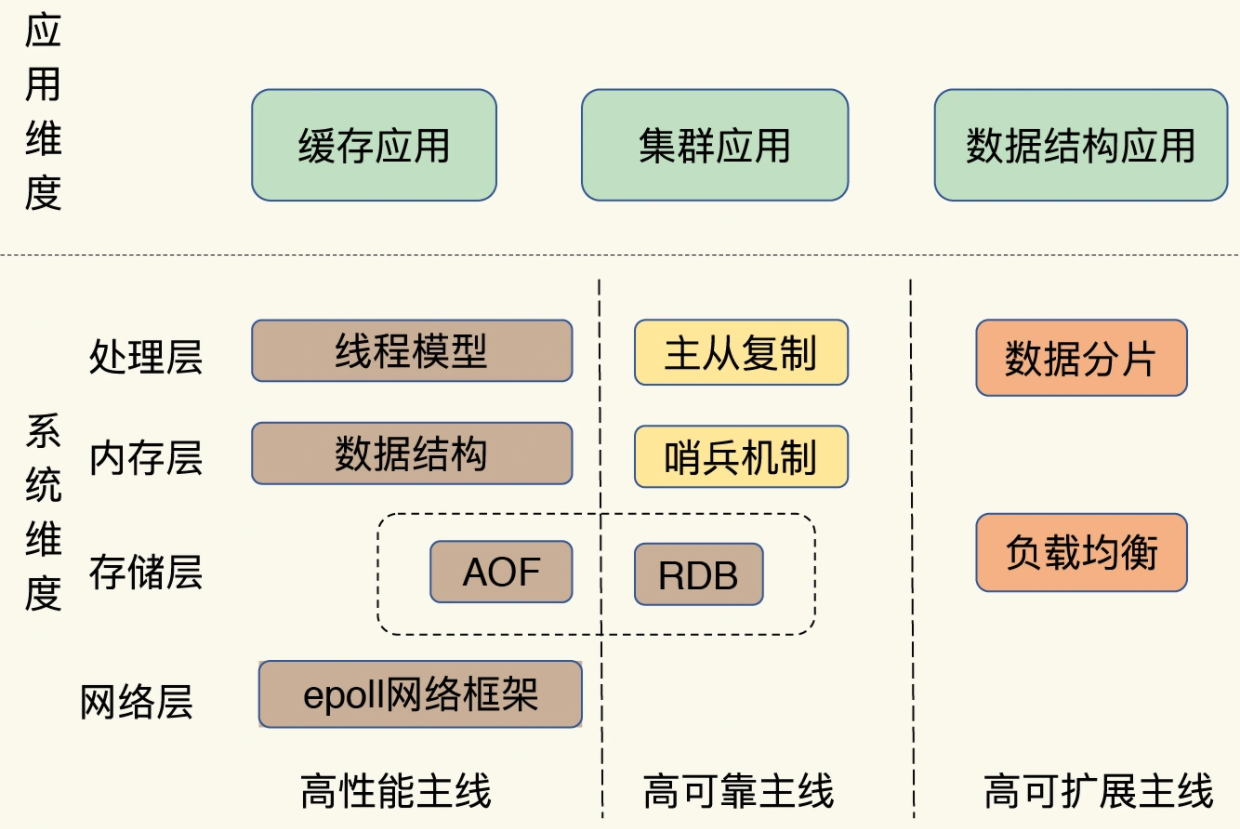 应用维度
缓存应用
集群应用
数据结构应用
系统维度
处理层
线程模型
主从复制
数据分片
内存层
数据结构
哨兵机制
存储层
AOF
RDB
负载均衡
网络层
epoll网络框架
高性能主线
高可靠主线
高可扩展主线